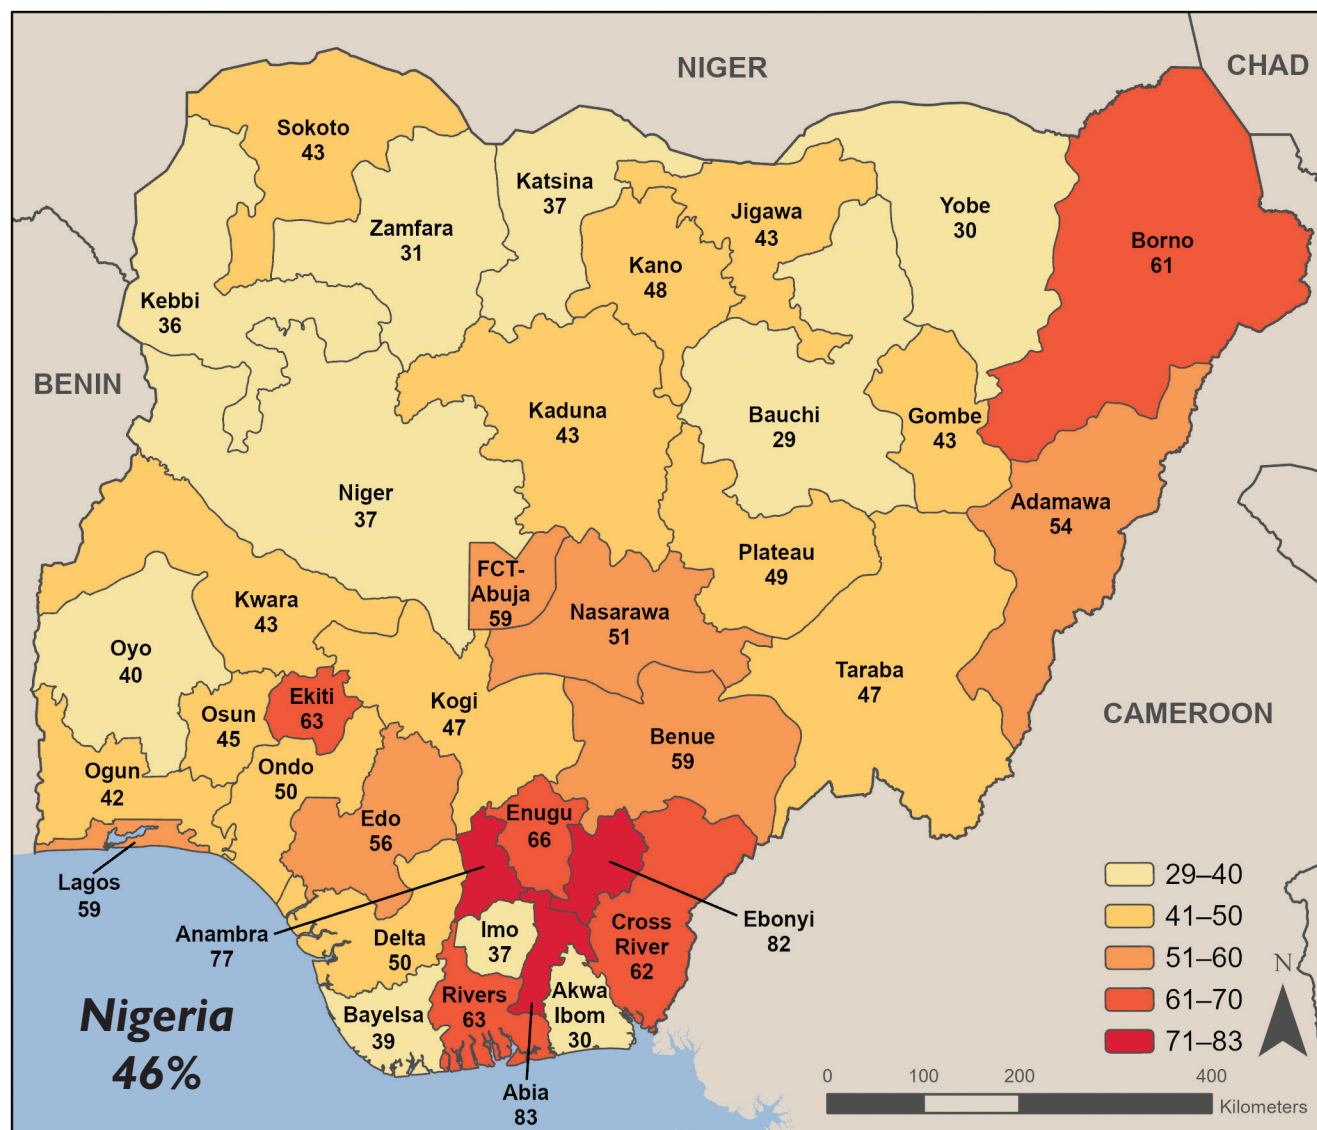 NIGER
CHAD
Sokoto
43
Katsina
37
Zamfara
31
Jigawa
43
Yobe
30
Borno
61
Kano
48
Kebbi
36
BENIN
Kaduna
43
Bauchi
29
Gombe
43
Niger
37
Adamawa
54
Plateau
49
FCT-
Abuja
59
Nasarawa
51
Kwara
43
Oyo
40
Taraba
47
Ekiti
63
Kogi
47
Osun
45
CAMEROON
Benue
59
Ogun
42
Ondo
50
Edo
56
Enugu
66
Lagos
59
Anambra
77
Ebonyi
82
Imo
37
Delta
50
Cross
River
62
Rivers
63
Akwa
Ibom
30
Bayelsa
39
Abia
83
Nigeria
46%
29–40
41–50
51–60
61–70
71–83
N
0 100 200 400
Kilometers